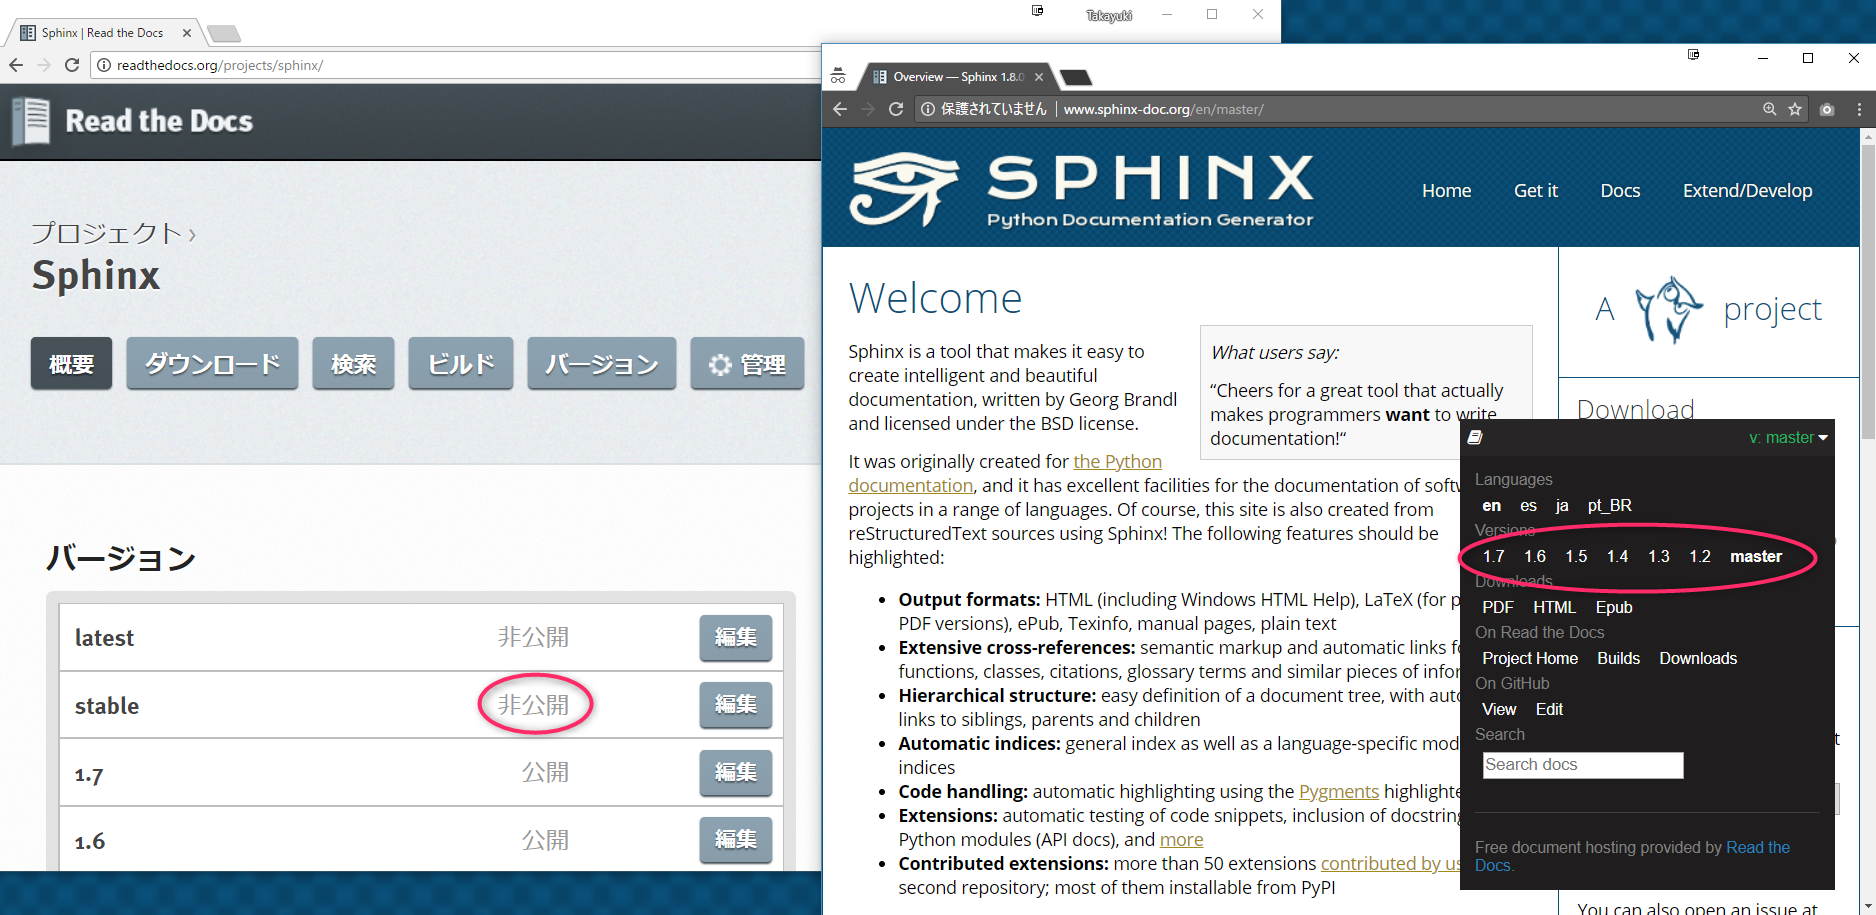 Takayuki
Sphinx | Read the Docs
readthedocs.org/projects/sphinx/
Read the Docs
プロジェクト ›
Sphinx
概要
ダウンロード
検索
ビルド
バージョン
管理
バージョン
latest 非公開 編集
stable 非公開 編集
1.7 公開 編集
1.6 公開 編集
Overview — Sphinx 1.8.0
保護されていません | www.sphinx-doc.org/en/master/
SPHINX
Python Documentation Generator
Home Get it Docs Extend/Develop
Welcome
Sphinx is a tool that makes it easy to
create intelligent and beautiful
documentation, written by Georg Brandl
and licensed under the BSD license.
What users say:
“Cheers for a great tool that actually
makes programmers want to write
documentation!“
It was originally created for the Python
documentation, and it has excellent facilities for the documentation of
projects in a range of languages. Of course, this site is also created from
reStructuredText sources using Sphinx! The following features should be
highlighted:
• Output formats: HTML (including Windows HTML Help), LaTeX (for
PDF versions), ePub, Texinfo, manual pages, plain text
• Extensive cross-references: semantic markup and automatic links
functions, classes, citations, glossary terms and similar pieces of
• Hierarchical structure: easy definition of a document tree, with
links to siblings, parents and children
• Automatic indices: general index as well as a language-specific
indices
• Code handling: automatic highlighting using the Pygments
• Extensions: automatic testing of code snippets, inclusion of
Python modules (API docs), and more
• Contributed extensions: more than 50 extensions contributed by
second repository; most of them installable from PyPI
A project
Download
v: master
Languages
en es ja pt_BR
Versions
1.7 1.6 1.5 1.4 1.3 1.2 master
Downloads
PDF HTML Epub
On Read the Docs
Project Home Builds Downloads
On GitHub
View Edit
Search
Search docs
Free document hosting provided by Read the
Docs.
You can also open an issue at